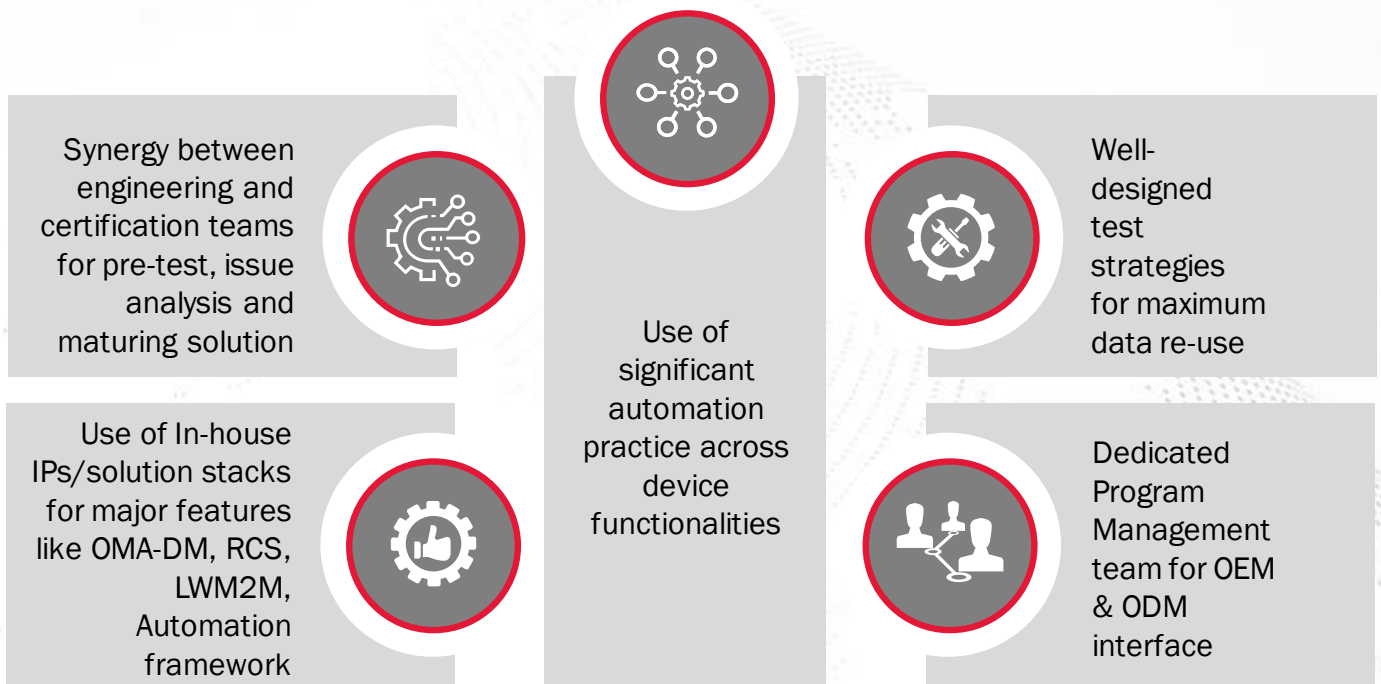 Synergy between
engineering and
certification teams
for pre-test, issue
analysis and
maturing solution
Use of In-house
IPs/solution stacks
for major features
like OMA-DM, RCS,
LWM2M,
Automation
framework
Use of
significant
automation
practice across
device
functionalities
Well-
designed
test
strategies
for maximum
data re-use
Dedicated
Program
Management
team for OEM
& ODM
interface